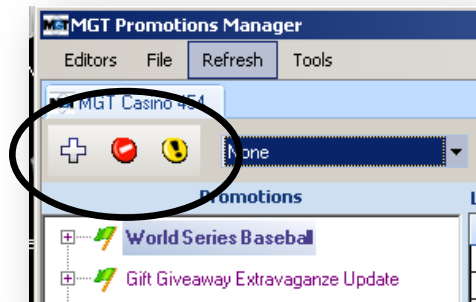 MGT MGT Promotions Manager
Editors File Refresh Tools
MGT Casino 454
None
Promotions
World Series Baseball
Gift Giveaway Extravaganze Update